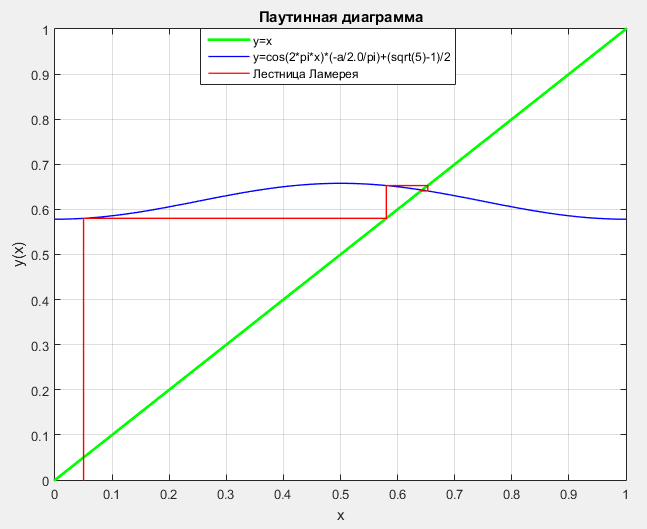 Паутинная диаграмма
y=x
y=cos(2*pi*x)*(-a/2.0/pi)+(sqrt(5)-1)/2
Лестница Ламерея
1
0.9
0.8
0.7
0.6
0.5
0.4
0.3
0.2
0.1
0
y(x)
0 0.1 0.2 0.3 0.4 0.5 0.6 0.7 0.8 0.9 1
x